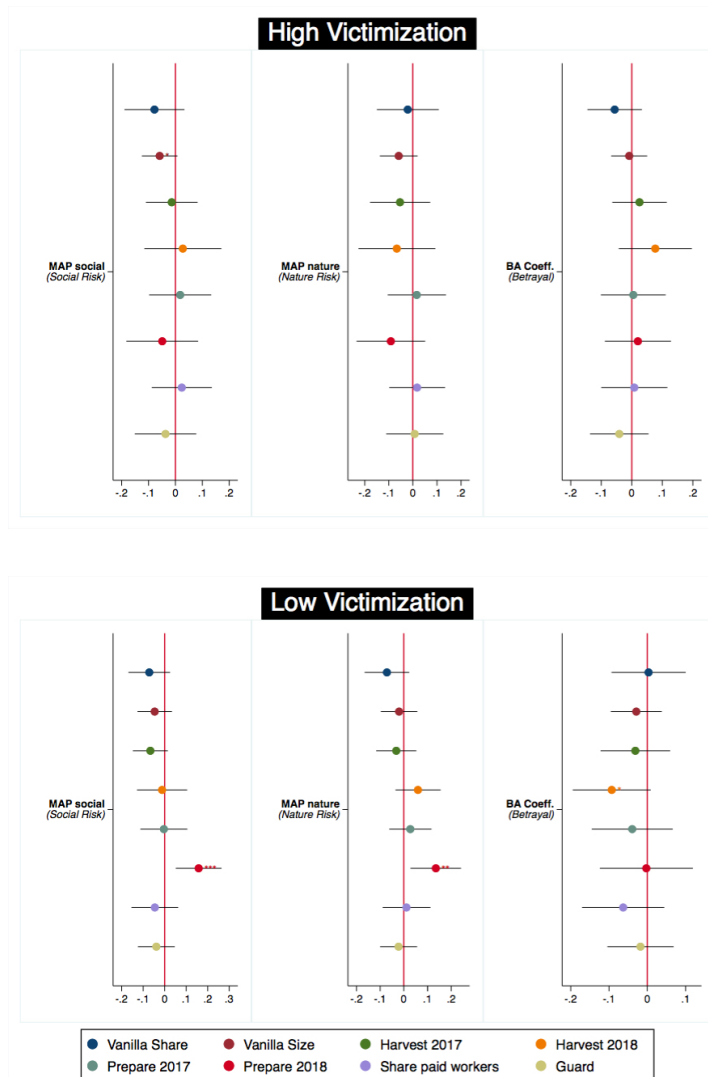 High Victimization
MAP social
(Social Risk)
MAP nature
(Nature Risk)
BA Coeff.
(Betrayal)
*
-.2 -.1 0 .1 .2
-.2 -.1 0 .1 .2
-.2 -.1 0 .1 .2
Low Victimization
MAP social
(Social Risk)
MAP nature
(Nature Risk)
BA Coeff.
(Betrayal)
*
***
**
-.2 -.1 0 .1 .2 .3
-.2 -.1 0 .1 .2
-.2 -.1 0 .1
Vanilla Share Vanilla Size Harvest 2017 Harvest 2018
Prepare 2017 Prepare 2018 Share paid workers Guard